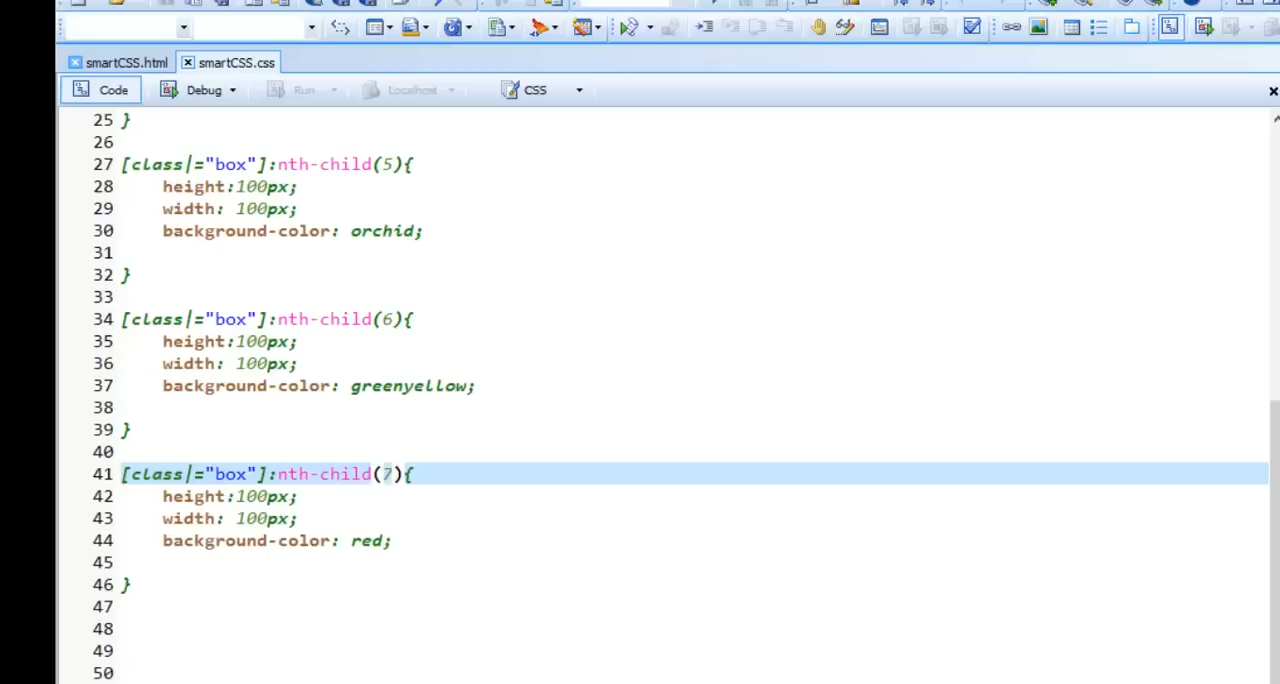 smartCSS.html smartCSS.css
Code Debug Run Localhost CSS
25 }
26
27 [class|="box"]:nth-child(5){
28 height:100px;
29 width: 100px;
30 background-color: orchid;
31
32 }
33
34 [class|="box"]:nth-child(6){
35 height:100px;
36 width: 100px;
37 background-color: greenyellow;
38
39 }
40
41 [class|="box"]:nth-child(7){
42 height:100px;
43 width: 100px;
44 background-color: red;
45
46 }
47
48
49
50